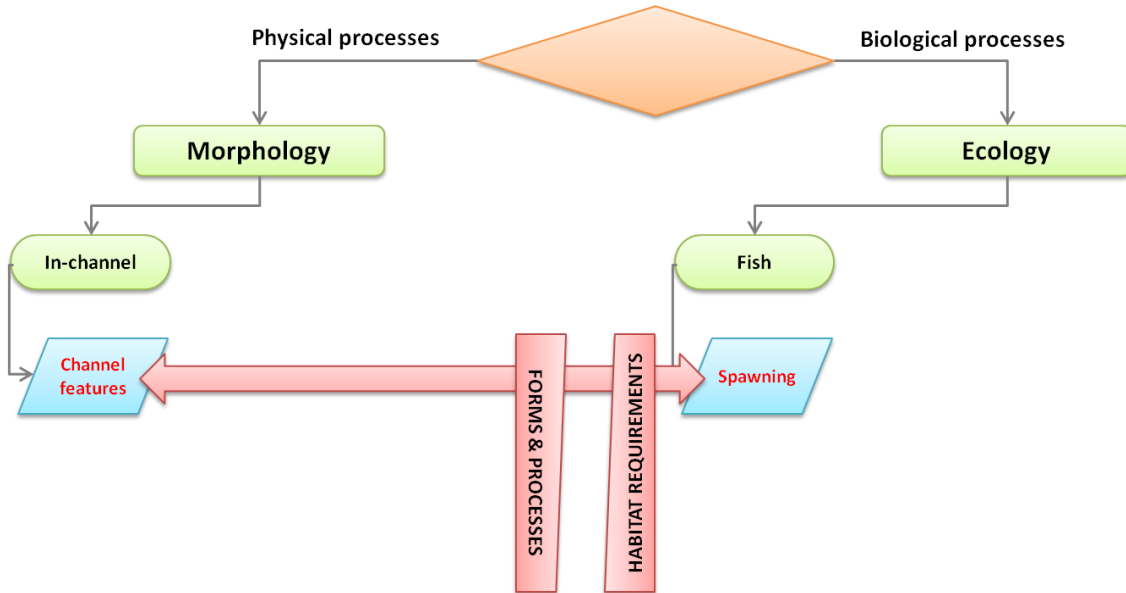 Physical processes
Biological processes
Morphology
Ecology
In-channel
Fish
Channel
features
Spawning
FORMS & PROCESSES
HABITAT REQUIREMENTS